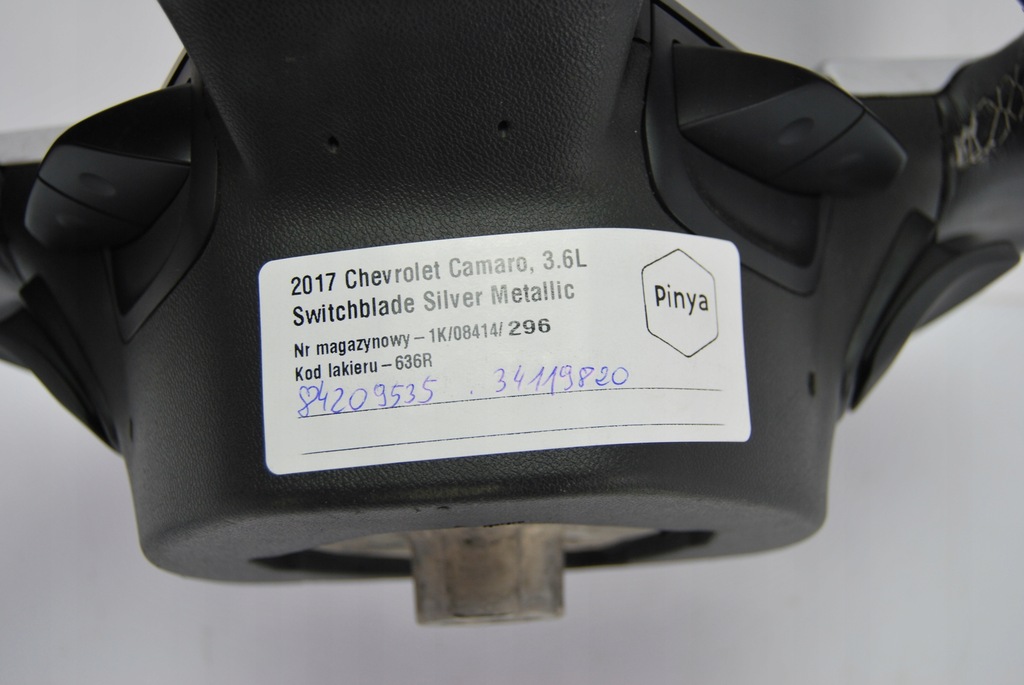 2017 Chevrolet Camaro, 3.6L
Switchblade Silver Metallic
Pinya
Nr magazynowy – 1K/08414/ 296
Kod lakieru – 636R
84209535 . 34119820